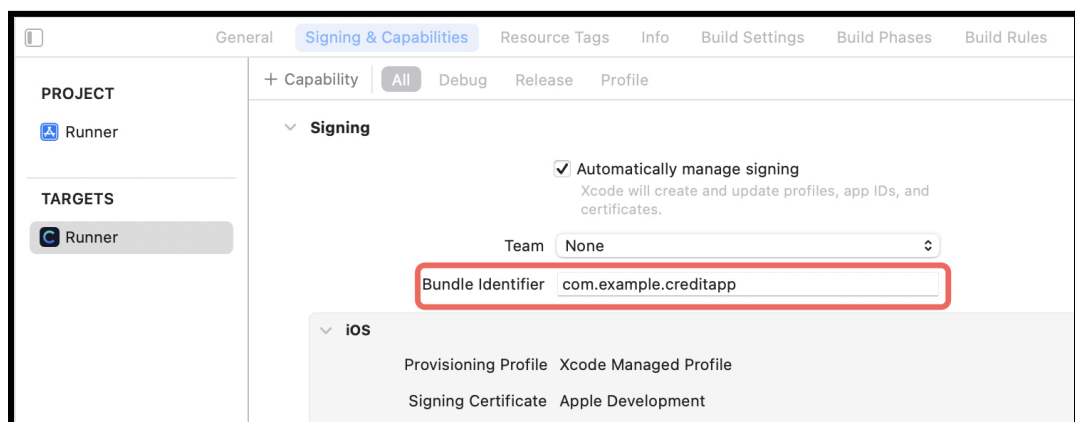 General Signing & Capabilities Resource Tags Info Build Settings Build Phases Build Rules
+ Capability All Debug Release Profile
PROJECT
Runner
TARGETS
Runner
Signing
Automatically manage signing
Xcode will create and update profiles, app IDs, and
certificates.
Team None
Bundle Identifier com.example.creditapp
iOS
Provisioning Profile Xcode Managed Profile
Signing Certificate Apple Development